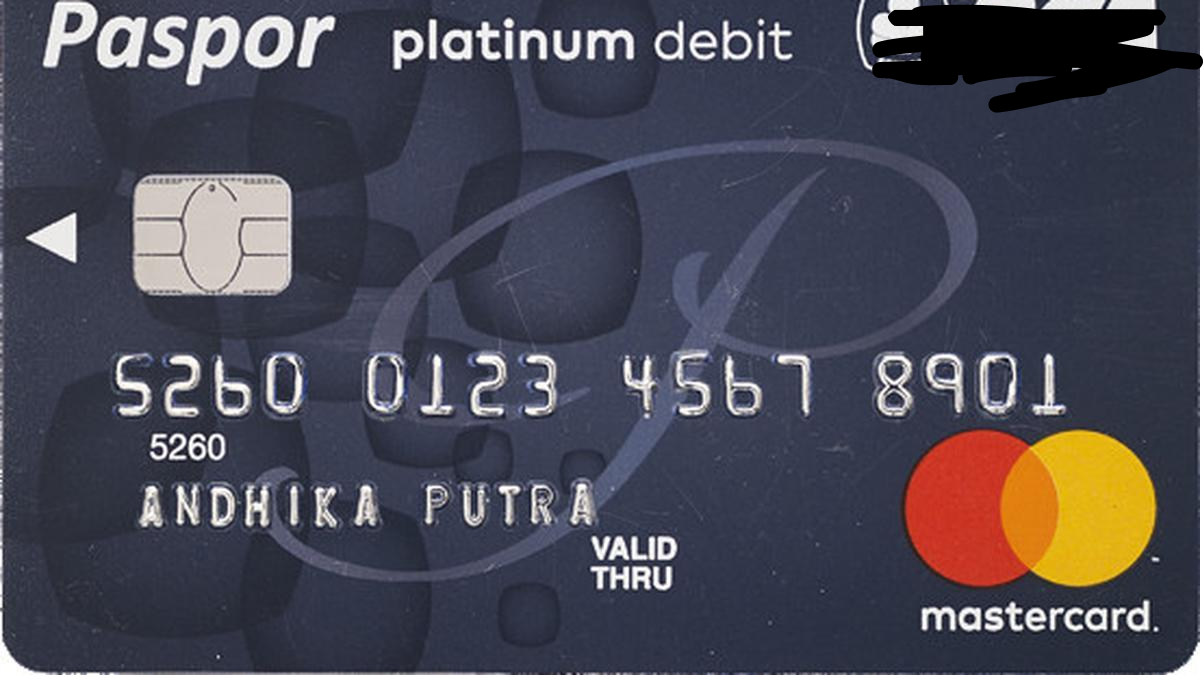 Paspor platinum debit
5260 0123 4567 8901
5260
ANDHIKA PUTRA
VALID
THRU
mastercard.